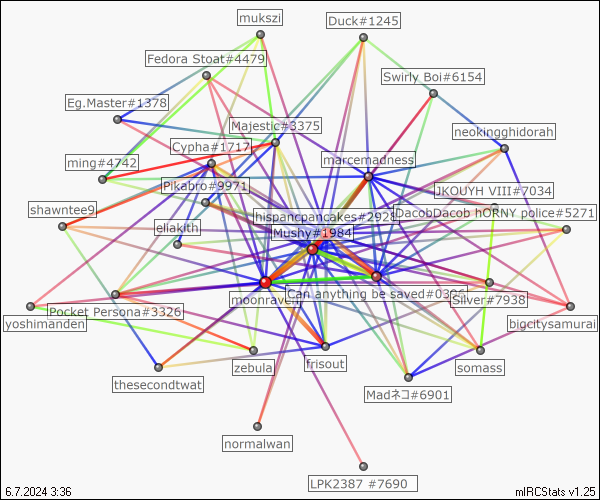 mukszi
Duck#1245
Fedora Stoat#4479
Swirly Boi#6154
Eg.Master#1378
Majestic#3375
neokingghidorah
Cypha#1717
marcemadness
ming#4742
Pikabro#9971
JKOUYH VIII#7034
shawntee9
hispancpancakes#2928
DacobDacob hORNY police#5271
eliakith
Mushy#1984
moonraven
Can anything be saved#0304
Silver#7938
Pocket Persona#3326
yoshimanden
bigcitysamurai
frisout
zebula
somass
thesecondtwat
Madネコ#6901
normalwan
LPK2387 #7690
6.7.2024 3:36
mIRCStats v1.25